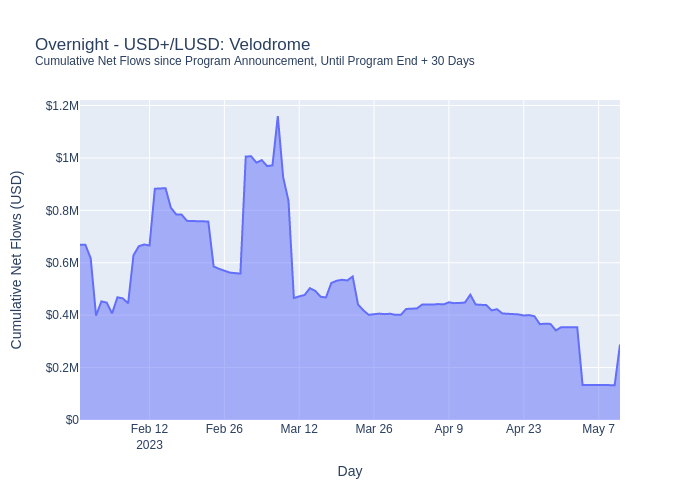 Overnight - USD+/LUSD: Velodrome
Cumulative Net Flows since Program Announcement, Until Program End + 30 Days
Cumulative Net Flows (USD)
$1.2M
$1M
$0.8M
$0.6M
$0.4M
$0.2M
$0
Feb 12 Feb 26 Mar 12 Mar 26 Apr 9 Apr 23 May 7
2023
Day